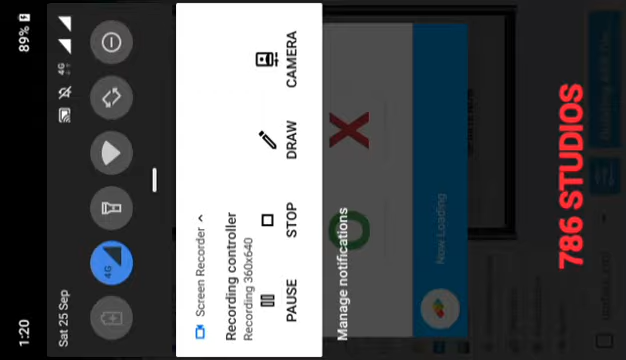 1:20
89%
Sat 25 Sep
4G
4G
Screen Recorder
Recording controller
Recording 360x640
PAUSE
STOP
DRAW
CAMERA
Manage notifications
O X
Now Loading
786 STUDIOS